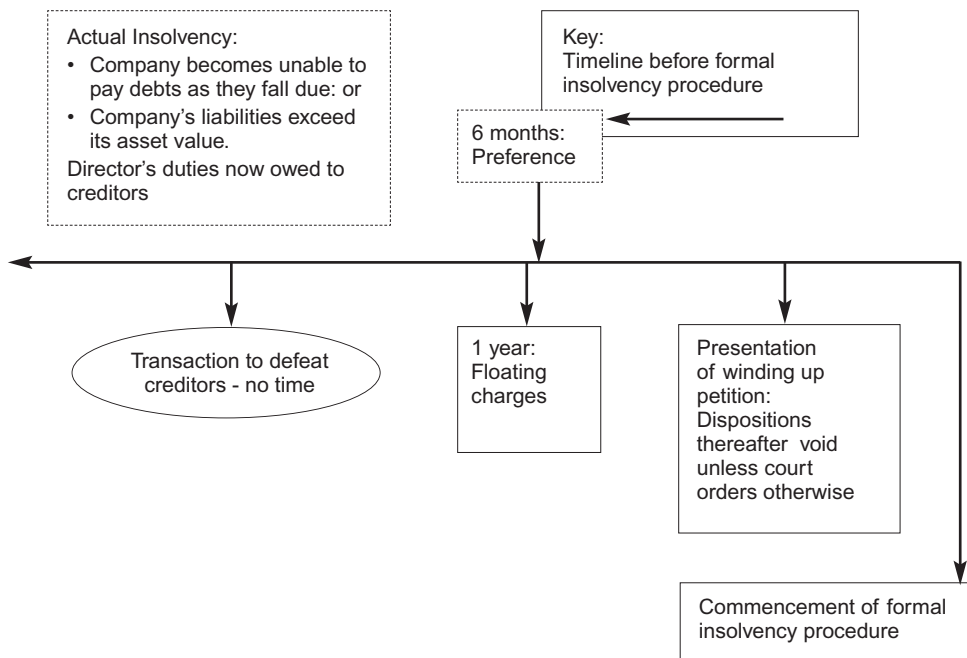 Actual Insolvency:
• Company becomes unable to
pay debts as they fall due: or
• Company's liabilities exceed
its asset value.
Director's duties now owed to
creditors
Key:
Timeline before formal
insolvency procedure
6 months:
Preference
Transaction to defeat
creditors - no time
1 year:
Floating
charges
Presentation
of winding up
petition:
Dispositions
thereafter void
unless court
orders otherwise
Commencement of formal
insolvency procedure